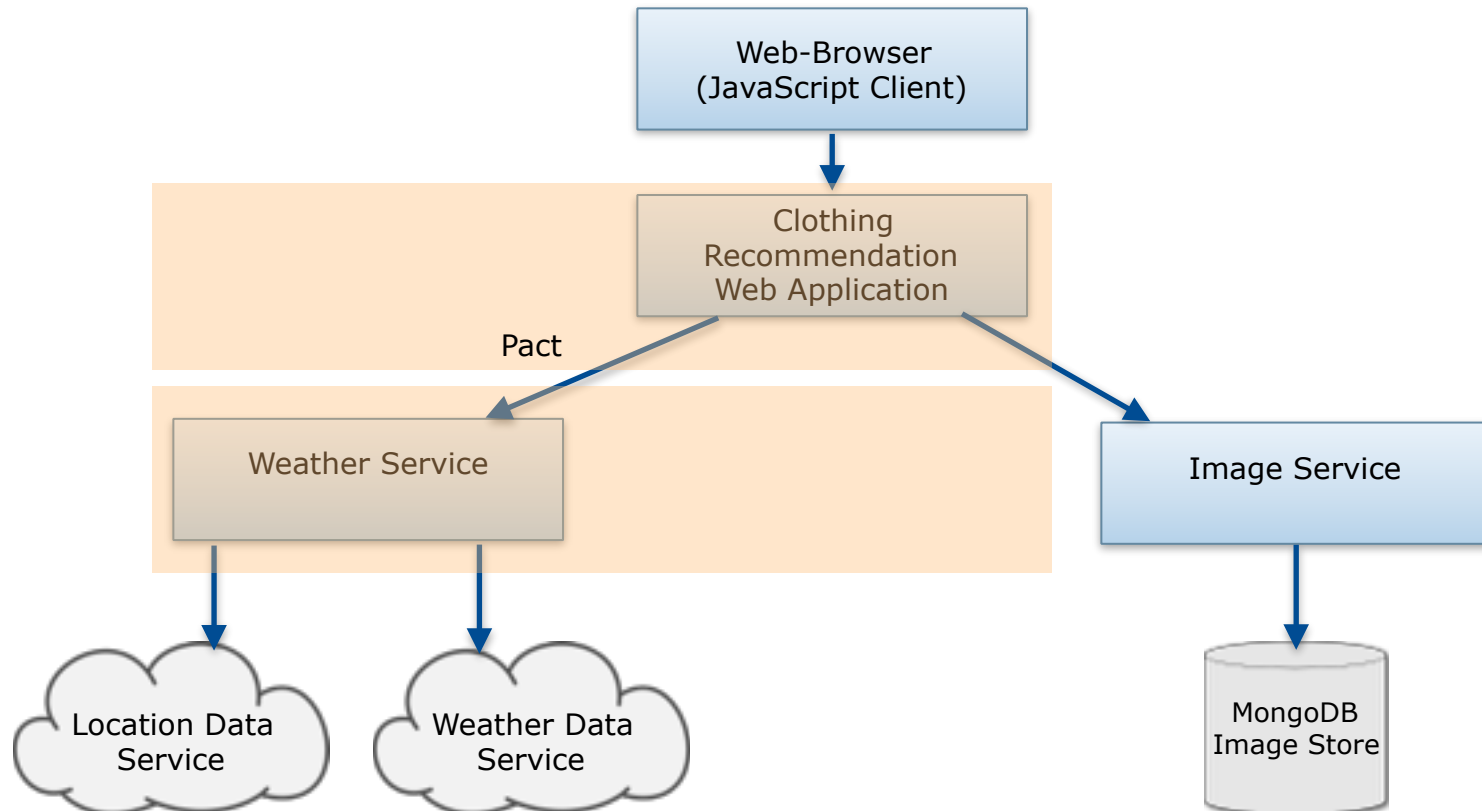 Web-Browser
(JavaScript Client)
Clothing
Recommendation
Web Application
Pact
Weather Service
Image Service
Location Data
Service
Weather Data
Service
MongoDB
Image Store